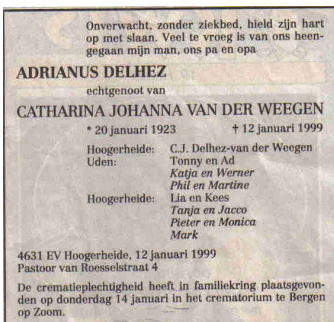 Onverwacht, zonder ziekbed, hield zijn hart
op met slaan. Veel te vroeg is van ons heen-
gegaan mijn man, ons pa en opa
ADRIANUS DELHEZ
echtgenoot van
CATHARINA JOHANNA VAN DER WEEGEN
* 20 januari 1923 † 12 januari 1999
Hoogerheide: C.J. Delhez-van der Weegen
Uden: Tonny en Ad
Katja en Werner
Phil en Martine
Hoogerheide: Lia en Kees
Tanja en Jacco
Pieter en Monica
Mark
4631 EV Hoogerheide, 12 januari 1999
Pastoor van Roesselstraat 4
De crematieplechtigheid heeft in familiekring plaatsgevon-
den op donderdag 14 januari in het crematorium te Bergen
op Zoom.